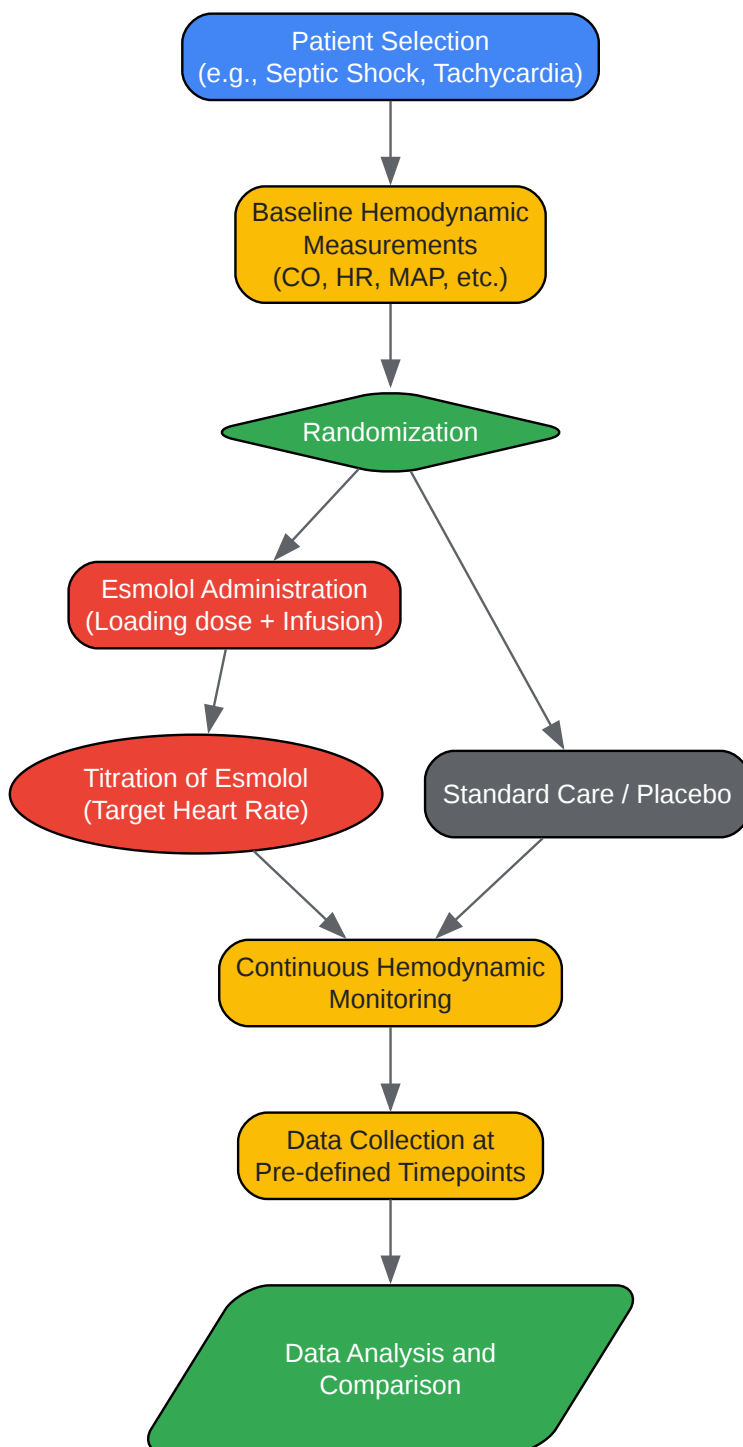 Patient Selection
(e.g., Septic Shock, Tachycardia)
Baseline Hemodynamic
Measurements
(CO, HR, MAP, etc.)
Randomization
Esmolol Administration
(Loading dose + Infusion)
Titration of Esmolol
(Target Heart Rate)
Standard Care / Placebo
Continuous Hemodynamic
Monitoring
Data Collection at
Pre-defined Timepoints
Data Analysis and
Comparison